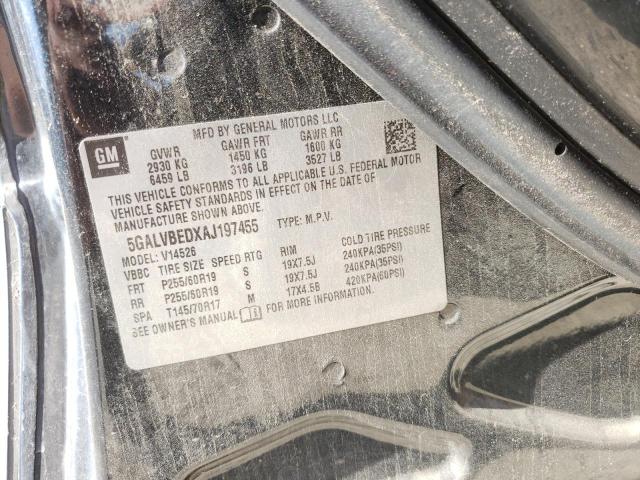 GM
MFD BY GENERAL MOTORS LLC
GVWR GAWR FRT GAWR RR
2930 KG 1450 KG 1600 KG
6459 LB 3196 LB 3527 LB
THIS VEHICLE CONFORMS TO ALL APPLICABLE U.S. FEDERAL MOTOR
VEHICLE SAFETY STANDARDS IN EFFECT ON THE DATE OF
MANUFACTURE SHOWN ABOVE.
5GALVBEDXAJ197455 TYPE: M.P.V.
MODEL: V14526
VBBC TIRE SIZE SPEED RTG RIM COLD TIRE PRESSURE
FRT P255/60R19 S 19X7.5J 240KPA(35PSI)
RR P255/60R19 S 19X7.5J 240KPA(35PSI)
SPA T145/70R17 M 17X4.5B 420KPA(60PSI)
SEE OWNER'S MANUAL FOR MORE INFORMATION.